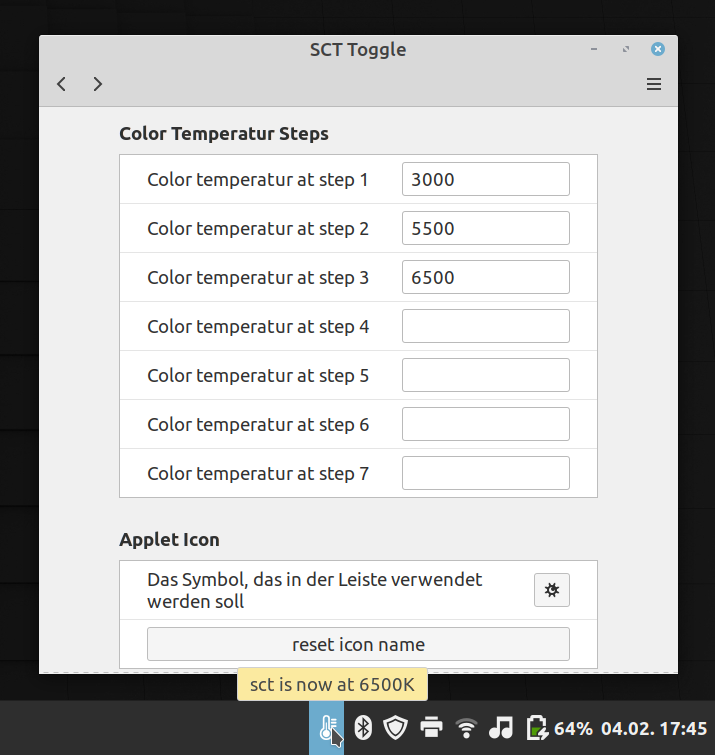 SCT Toggle
Color Temperatur Steps
Color temperatur at step 1 3000
Color temperatur at step 2 5500
Color temperatur at step 3 6500
Color temperatur at step 4
Color temperatur at step 5
Color temperatur at step 6
Color temperatur at step 7
Applet Icon
Das Symbol, das in der Leiste verwendet
werden soll
reset icon name
sct is now at 6500K
64% 04.02. 17:45